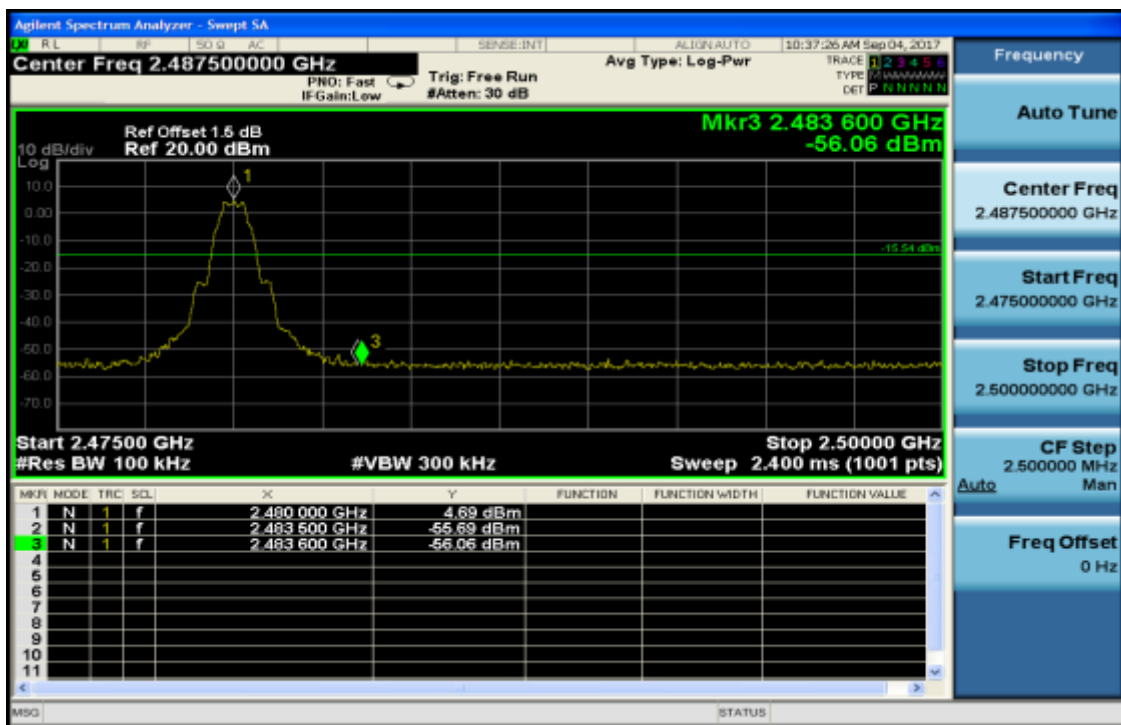 Agilent Spectrum Analyzer - Swept SA
RL RF 50 Ω AC SENSE:INT ALIGN AUTO 10:37:26 AM Sep 04, 2017
Center Freq 2.487500000 GHz
PNO: Fast
IFGain:Low
Trig: Free Run
#Atten: 30 dB
Avg Type: Log-Pwr
TRACE 1 2 3 4 5 6
TYPE
DET P N N N N N
Frequency
Auto Tune
Center Freq
2.487500000 GHz
Start Freq
2.475000000 GHz
Stop Freq
2.500000000 GHz
CF Step
2.500000 MHz
Auto Man
Freq Offset
0 Hz
Mkr3 2.483 600 GHz
-56.06 dBm
Ref Offset 1.5 dB
10 dB/div Ref 20.00 dBm
Log
10.0
0.00
-10.0
-20.0
-30.0
-40.0
-50.0
-60.0
-70.0
1
-15.54 dBm
3
Start 2.47500 GHz Stop 2.50000 GHz
#Res BW 100 kHz #VBW 300 kHz Sweep 2.400 ms (1001 pts)
MKR MODE TRC SCL X Y FUNCTION FUNCTION WIDTH FUNCTION VALUE
1 N 1 f 2.480 000 GHz 4.69 dBm
2 N 1 f 2.483 500 GHz -55.69 dBm
3 N 1 f 2.483 600 GHz -56.06 dBm
4
5
6
7
8
9
10
11
MSG STATUS